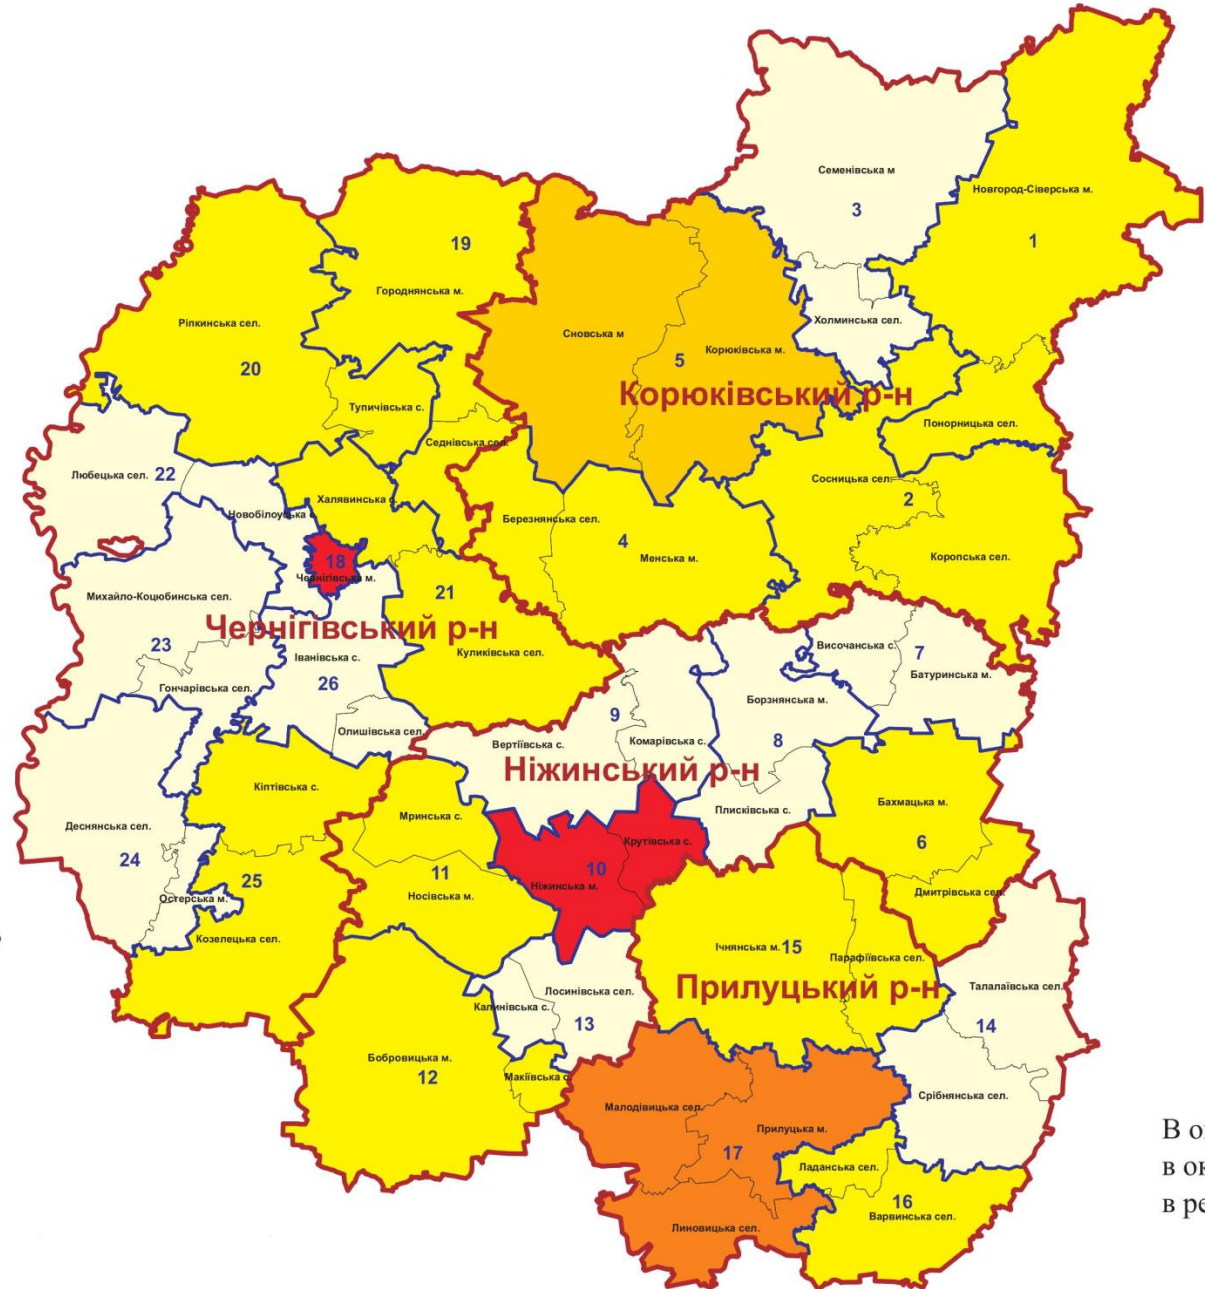 Семенівська м
3
Новгород-Сіверська м.
1
19
Городнянська м.
Ріпкинська сел.
20
Сновська м
Корюківська м.
5
Холминська сел.
Корюківський р-н
Тупичівська с.
Седнівська сел.
Понорницька сел.
Любецька сел.
22
Халявинська с.
Новобілоуська с.
Сосницька сел.
2
Березнянська сел.
4
Менська м.
Коропська сел.
18
Чернігівська м.
21
Михайло-Коцюбинська сел.
23
Чернігівський р-н
Куликівська сел.
Іванівська с.
26
Гончарівська сел.
Олишівська сел.
Височанська с.
7
Батуринська м.
Борзнянська м.
8
9
Вертіївська с.
Комарівська с.
Ніжинський р-н
Кіптівська с.
Мринська с.
Плисківська с.
Бахмацька м.
6
Деснянська сел.
24
Крутівська с.
10
Ніжинська м.
11
Носівська м.
25
Остерська м.
Козелецька сел.
Дмитрівська сел.
Ічнянська м.
15
Парафіївська сел.
Прилуцький р-н
Талалаївська сел.
14
Лосинівська сел.
Калинівська с.
13
Бобровицька м.
12
Макіївська с.
Срібнянська сел.
Малодівицька сел.
Прилуцька м.
17
Ладанська сел.
16
Варвинська сел.
Линовицька сел.
В о
в о
в ре